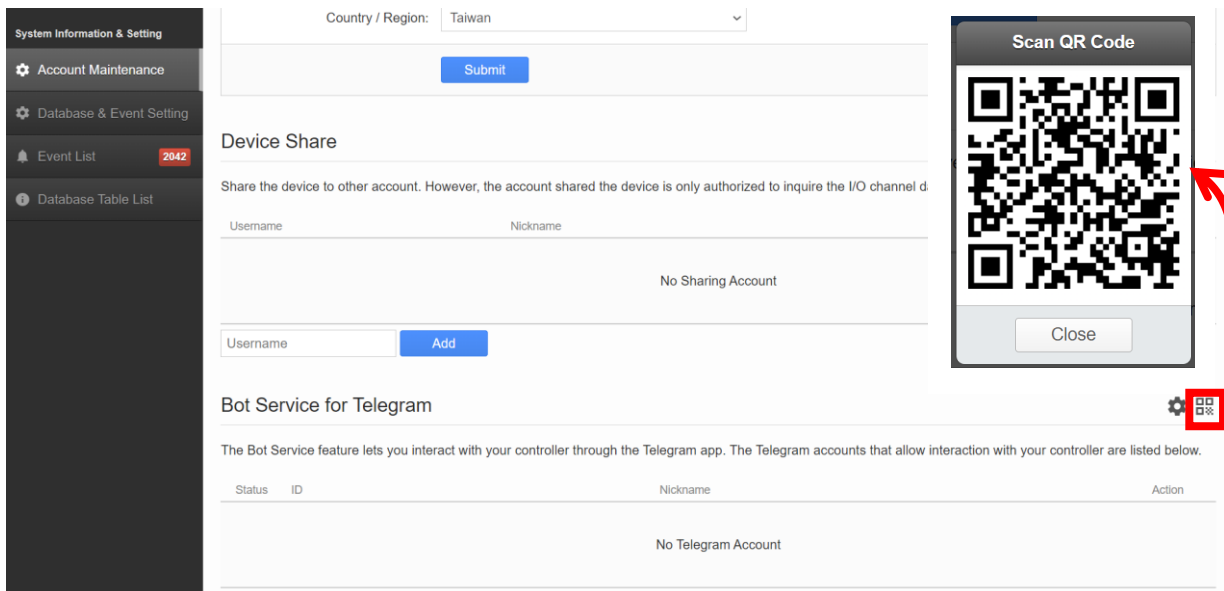 System Information & Setting
Account Maintenance
Database & Event Setting
Event List 2042
Database Table List
Country / Region: Taiwan
Submit
Device Share
Share the device to other account. However, the account shared the device is only authorized to inquire the I/O channel
Username Nickname
No Sharing Account
Username Add
Bot Service for Telegram
The Bot Service feature lets you interact with your controller through the Telegram app. The Telegram accounts that allow interaction with your controller are listed below.
Status ID Nickname Action
No Telegram Account
Scan QR Code
Close